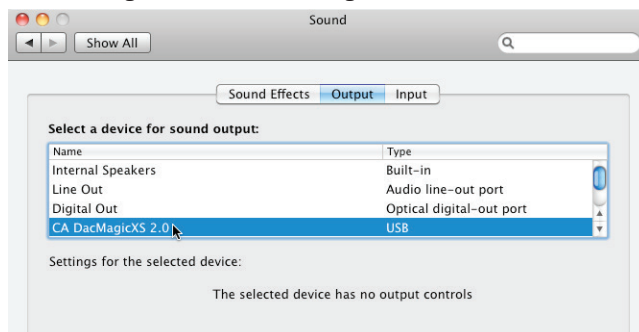 Sound
Show All
Sound Effects Output Input
Select a device for sound output:
Name Type
Internal Speakers Built-in
Line Out Audio line-out port
Digital Out Optical digital-out port
CA DacMagicXS 2.0 USB
Settings for the selected device:
The selected device has no output controls